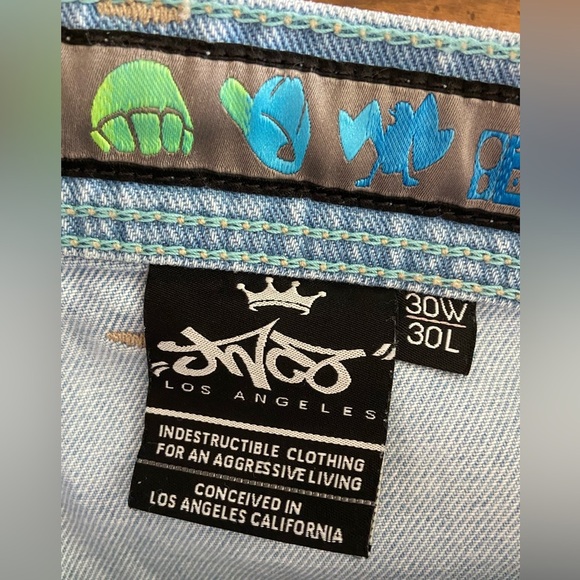 JNCO
LOS ANGELES
30W
30L
INDESTRUCTIBLE CLOTHING
FOR AN AGGRESSIVE LIVING
CONCEIVED IN
LOS ANGELES CALIFORNIA